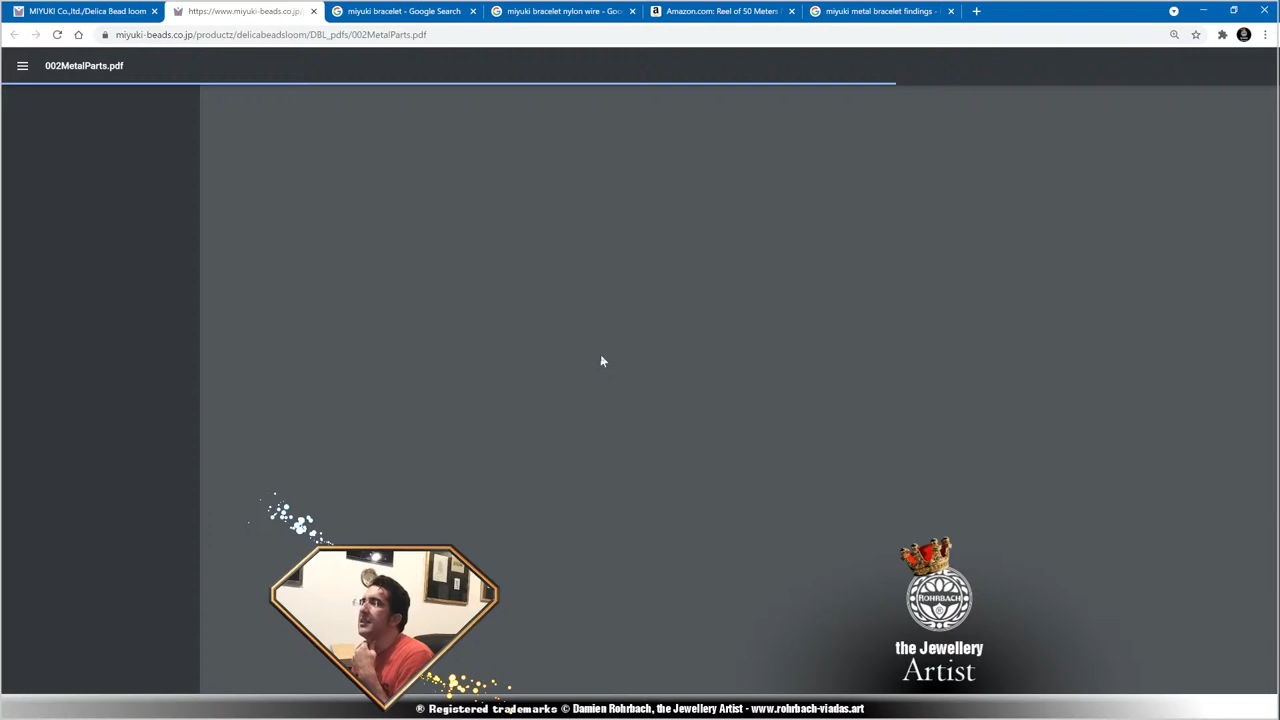 MIYUKI Co.,ltd./Delica Bead loom
https://www.miyuki-beads.co.jp/
miyuki bracelet - Google Search
miyuki bracelet nylon wire - Goo
Amazon.com: Reel of 50 Meters
miyuki metal bracelet findings -
miyuki-beads.co.jp/productz/delicabeadsloom/DBL_pdfs/002MetalParts.pdf
002MetalParts.pdf
ROHRBACH
the Jewellery
Artist
® Registered trademarks © Damien Rohrbach, the Jewellery Artist - www.rohrbach-viadas.art